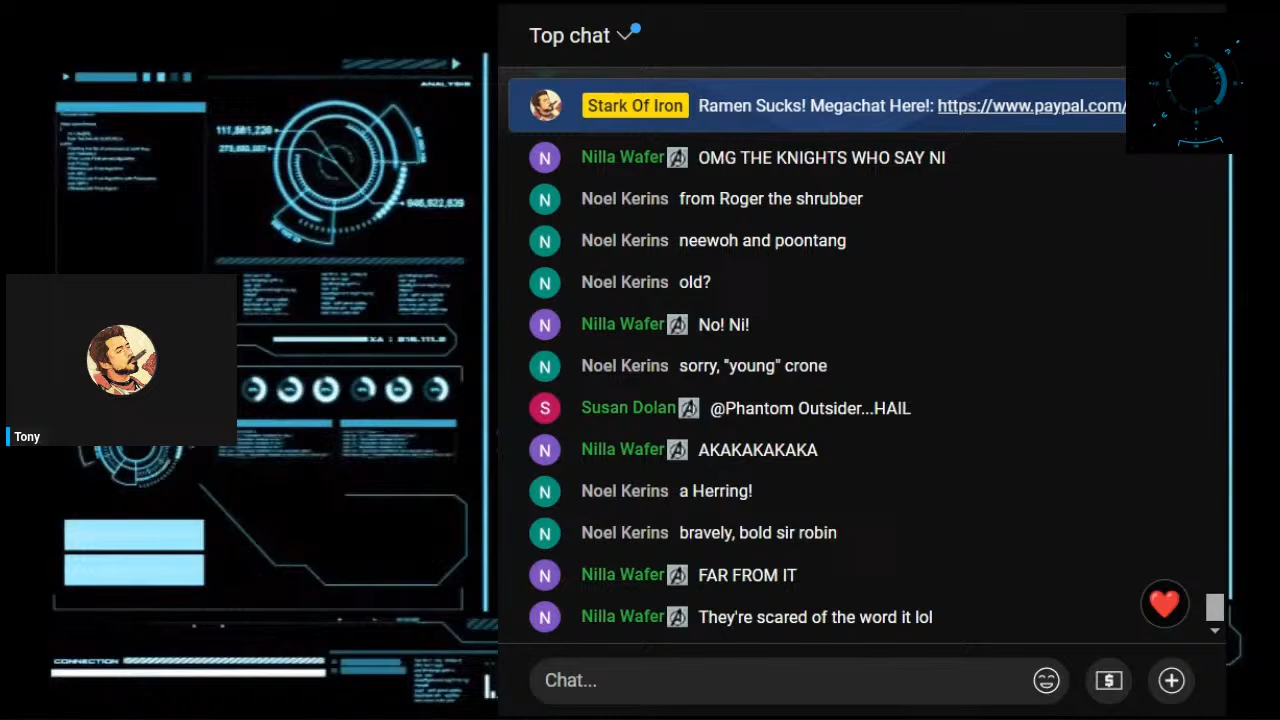 Top chat
Stark Of Iron Ramen Sucks! Megachat Here!: https://www.paypal.com/
N Nilla Wafer OMG THE KNIGHTS WHO SAY NI
N Noel Kerins from Roger the shrubber
N Noel Kerins neewoh and poontang
N Noel Kerins old?
N Nilla Wafer No! Ni!
N Noel Kerins sorry, "young" crone
S Susan Dolan @Phantom Outsider...HAIL
N Nilla Wafer AKAKAKAKAKA
N Noel Kerins a Herring!
N Noel Kerins bravely, bold sir robin
N Nilla Wafer FAR FROM IT
N Nilla Wafer They're scared of the word it lol
Chat...
ANALYSIS
Tony
CONNECTION